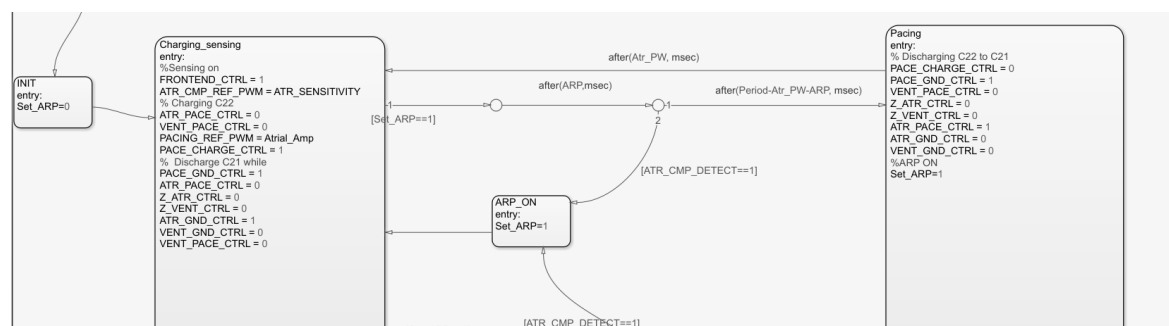 INIT
entry:
Set_ARP=0
Charging_sensing
entry:
%Sensing on
FRONTEND_CTRL = 1
ATR_CMP_REF_PWM = ATR_SENSITIVITY
% Charging C22
ATR_PACE_CTRL = 0
VENT_PACE_CTRL = 0
PACING_REF_PWM = Atrial_Amp
PACE_CHARGE_CTRL = 1
% Discharge C21 while
PACE_GND_CTRL = 1
ATR_PACE_CTRL = 0
Z_ATR_CTRL = 0
Z_VENT_CTRL = 0
ATR_GND_CTRL = 1
VENT_GND_CTRL = 0
VENT_PACE_CTRL = 0
after(Atr_PW, msec)
1
[Set_ARP==1]
after(ARP,msec)
1
2
after(Period-Atr_PW-ARP, msec)
[ATR_CMP_DETECT==1]
ARP_ON
entry:
Set_ARP=1
[ATR_CMP_DETECT==1]
Pacing
entry:
% Discharging C22 to C21
PACE_CHARGE_CTRL = 0
PACE_GND_CTRL = 1
VENT_PACE_CTRL = 0
Z_ATR_CTRL = 0
Z_VENT_CTRL = 0
ATR_PACE_CTRL = 1
ATR_GND_CTRL = 0
VENT_GND_CTRL = 0
%ARP ON
Set_ARP=1